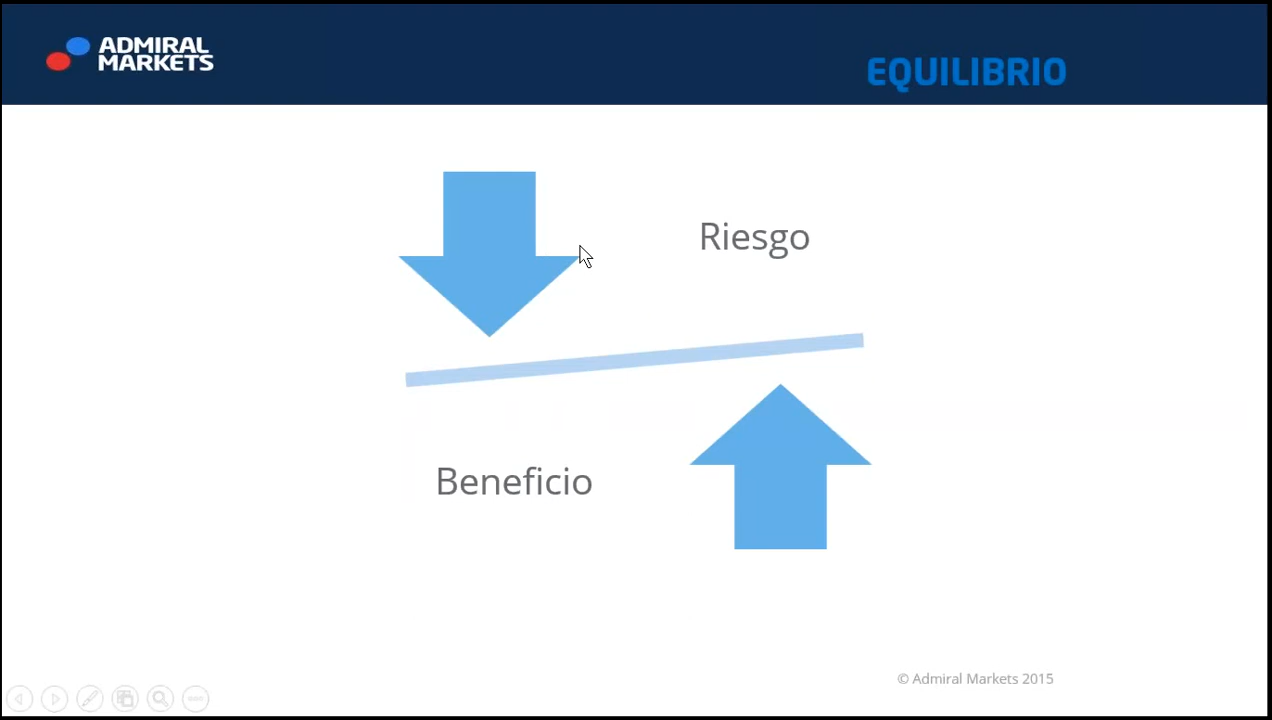 ADMIRAL
MARKETS
EQUILIBRIO
Riesgo
Beneficio
© Admiral Markets 2015